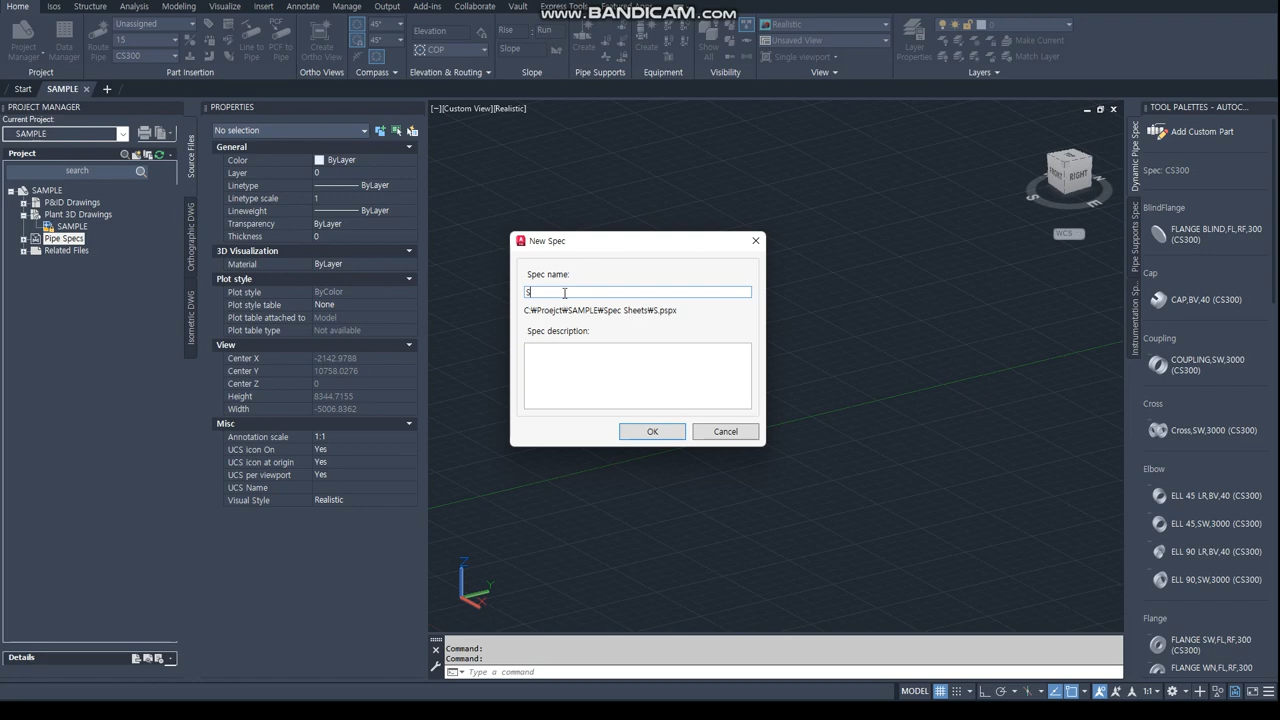 www.BANDICAM.com
Home Isos Structure Analysis Modeling Visualize Insert Annotate Manage Output Add-ins Collaborate Vault Express Tools
Project Manager
Data Manager
Route Pipe
Unassigned
15
CS300
Line to Pipe
PCF to Pipe
Create Ortho View
45°
45°
Elevation
COP
Rise
Run
Slope
Create
Create
Show All
Realistic
Unsaved View
Single viewport
Layer Properties
0
Make Current
Match Layer
Project
Part Insertion
Ortho Views
Compass
Elevation & Routing
Slope
Pipe Supports
Equipment
Visibility
View
Layers
Start
SAMPLE
PROJECT MANAGER
Current Project:
SAMPLE
Project
search
SAMPLE
P&ID Drawings
Plant 3D Drawings
SAMPLE
Pipe Specs
Related Files
Details
Source Files
Orthographic DWG
Isometric DWG
PROPERTIES
No selection
General
Color ByLayer
Layer 0
Linetype ByLayer
Linetype scale 1
Lineweight ByLayer
Transparency ByLayer
Thickness 0
3D Visualization
Material ByLayer
Plot style
Plot style ByColor
Plot style table None
Plot table attached to Model
Plot table type Not available
View
Center X -2142.9788
Center Y 10758.0276
Center Z 0
Height 8344.7155
Width -5006.8362
Misc
Annotation scale 1:1
UCS icon On Yes
UCS icon at origin Yes
UCS per viewport Yes
UCS Name
Visual Style Realistic
[−][Custom View][Realistic]
FRONT
RIGHT
S
E
N
WCS
Z
Y
X
New Spec
Spec name:
S
C:₩Proejct₩SAMPLE₩Spec Sheets₩S.pspx
Spec description:
OK
Cancel
Command:
Command:
Type a command
MODEL
1:1
TOOL PALETTES - AUTOC...
Dynamic Pipe Spec
Pipe Supports Spec
Instrumentation Sp...
Add Custom Part
Spec: CS300
BlindFlange
FLANGE BLIND,FL,RF,300 (CS300)
Cap
CAP,BV,40 (CS300)
Coupling
COUPLING,SW,3000 (CS300)
Cross
Cross,SW,3000 (CS300)
Elbow
ELL 45 LR,BV,40 (CS300)
ELL 45,SW,3000 (CS300)
ELL 90 LR,BV,40 (CS300)
ELL 90,SW,3000 (CS300)
Flange
FLANGE SW,FL,RF,300 (CS300)
FLANGE WN,FL,RF,300